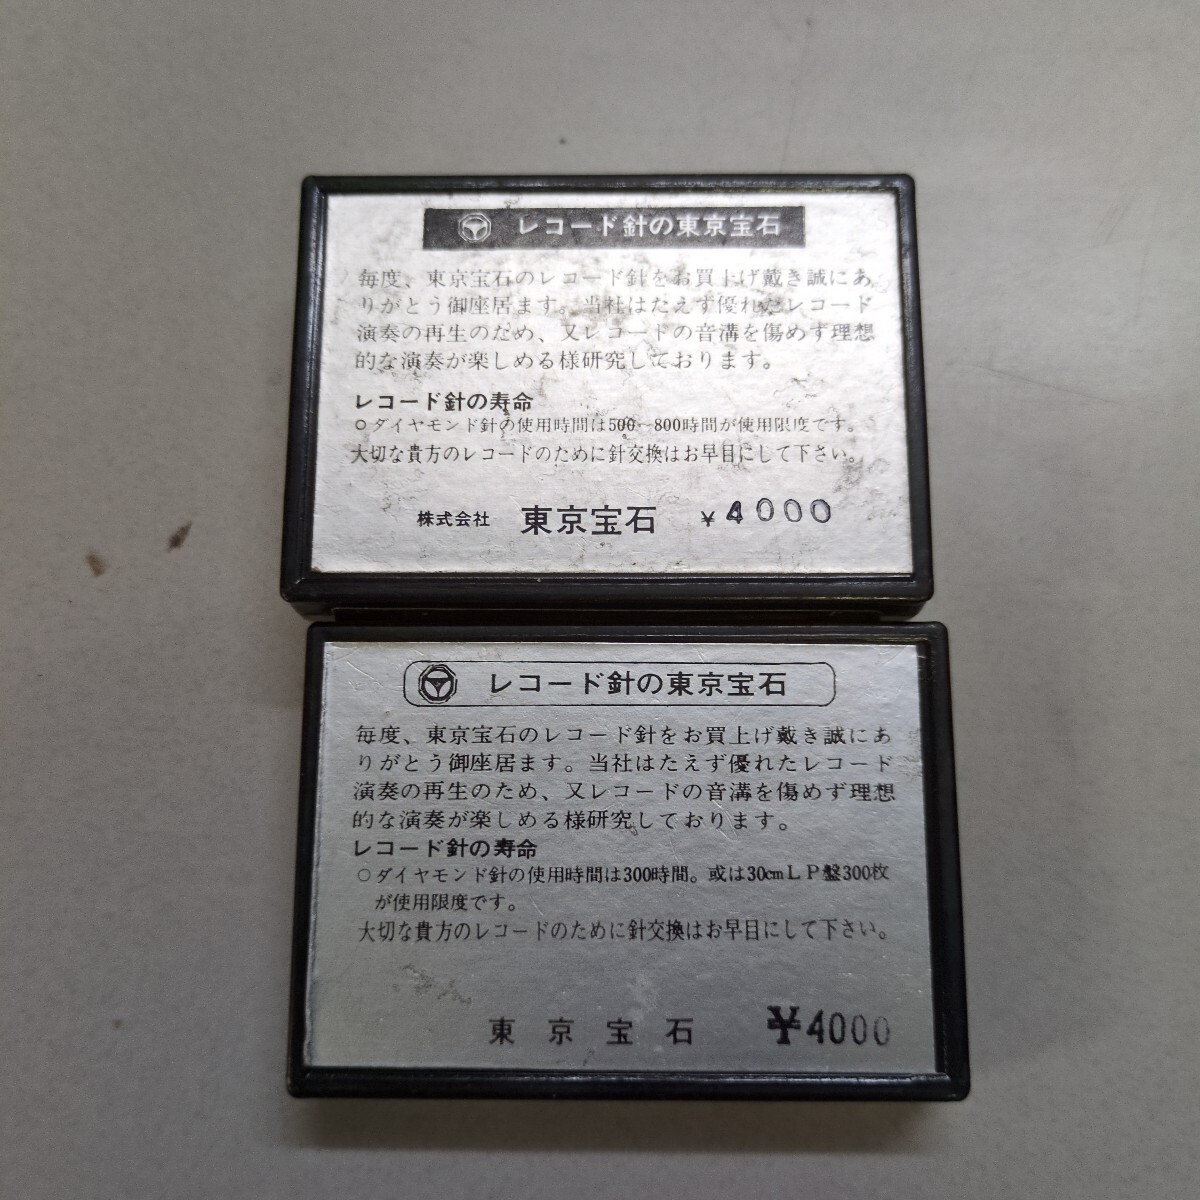 レコード針の東京宝石
毎度、東京宝石のレコード針をお買上げ戴き誠にあ
りがとう御座居ます。当社はたえず優れたレコード
演奏の再生のため、又レコードの音溝を傷めず理想
的な演奏が楽しめる様研究しております。
レコード針の寿命
○ダイヤモンド針の使用時間は500～800時間が使用限度です。
大切な貴方のレコードのために針交換はお早目にして下さい。
株式会社 東京宝石 ¥4000
レコード針の東京宝石
毎度、東京宝石のレコード針をお買上げ戴き誠にあ
りがとう御座居ます。当社はたえず優れたレコード
演奏の再生のため、又レコードの音溝を傷めず理想
的な演奏が楽しめる様研究しております。
レコード針の寿命
○ダイヤモンド針の使用時間は300時間。或は30cmLP盤300枚
が使用限度です。
大切な貴方のレコードのために針交換はお早目にして下さい。
東京宝石 ¥4000